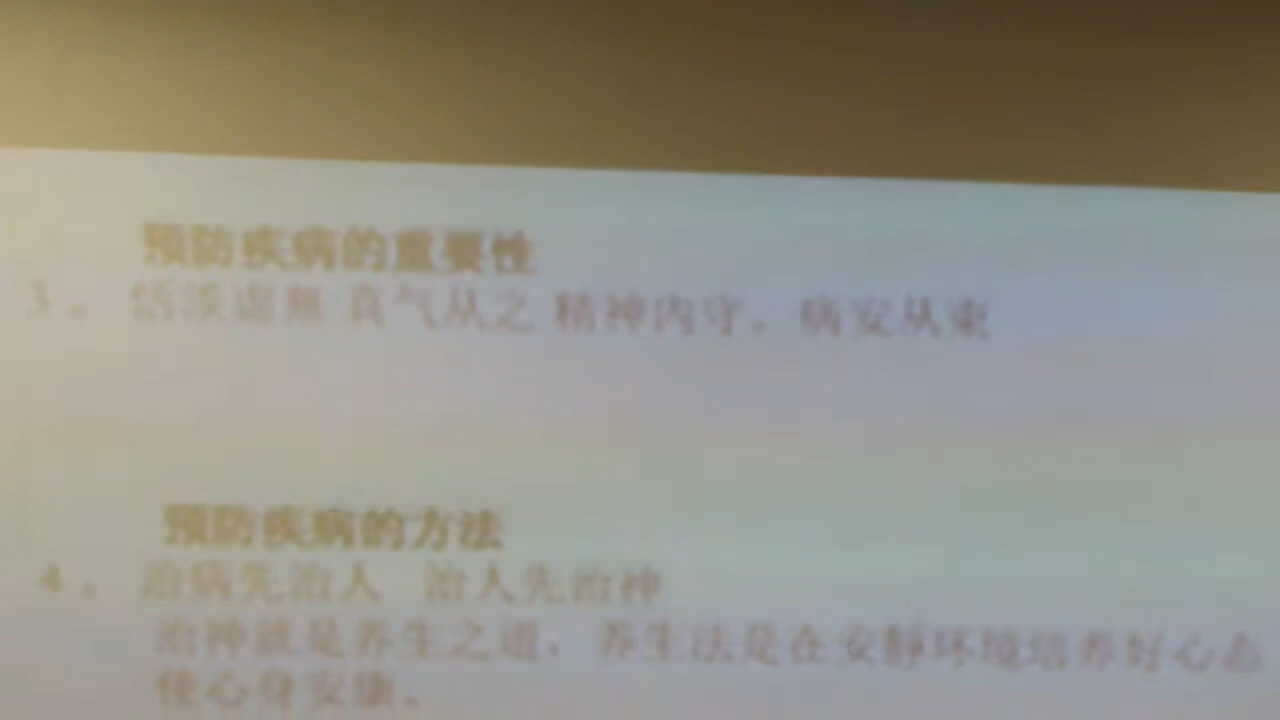 预防疾病的重要性
3。 恬淡虚無 真气从之 精神内守，病安从来
预防疾病的方法
4。 治病先治人 治人先治神
治神就是养生之道，养生法是在安静环境培养好心态
使心身安康。